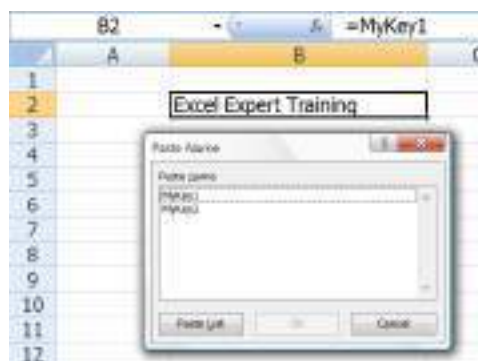 B2 =MyKey1
A B
1
2 Excel Expert Training
3
Paste Name
4
Paste name
5
MyKey1
6
MyKey2
7
8
9
10
Paste List OK Cancel
11
12